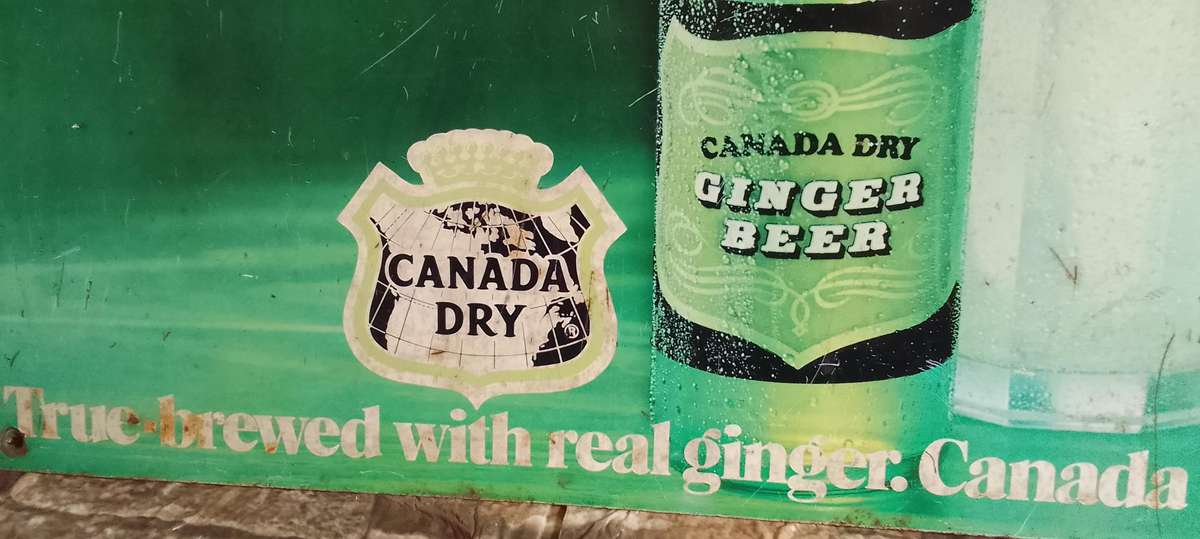 CANADA DRY
GINGER
BEER
CANADA
DRY
®
True-brewed with real ginger. Canada